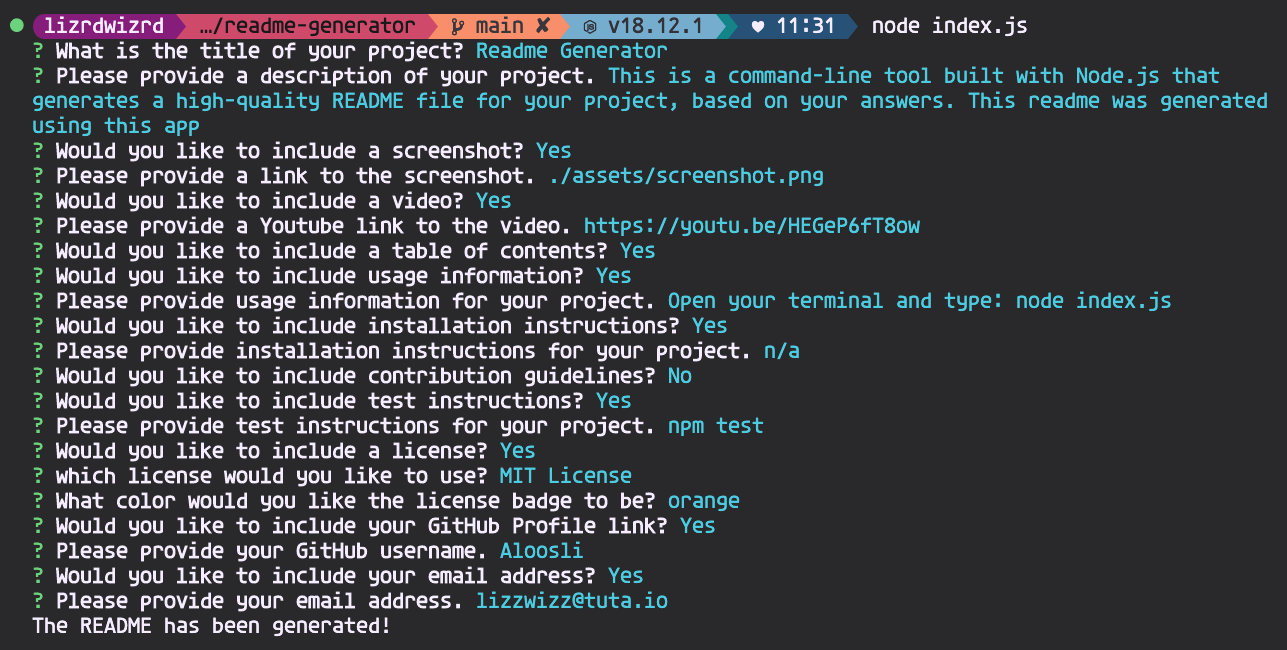 lizrdwizrd …/readme-generator main ✘ v18.12.1 ♥ 11:31 node index.js
? What is the title of your project? Readme Generator
? Please provide a description of your project. This is a command-line tool built with Node.js that
generates a high-quality README file for your project, based on your answers. This readme was generated
using this app
? Would you like to include a screenshot? Yes
? Please provide a link to the screenshot. ./assets/screenshot.png
? Would you like to include a video? Yes
? Please provide a Youtube link to the video. https://youtu.be/HEGeP6fT8ow
? Would you like to include a table of contents? Yes
? Would you like to include usage information? Yes
? Please provide usage information for your project. Open your terminal and type: node index.js
? Would you like to include installation instructions? Yes
? Please provide installation instructions for your project. n/a
? Would you like to include contribution guidelines? No
? Would you like to include test instructions? Yes
? Please provide test instructions for your project. npm test
? Would you like to include a license? Yes
? which license would you like to use? MIT License
? What color would you like the license badge to be? orange
? Would you like to include your GitHub Profile link? Yes
? Please provide your GitHub username. Aloosli
? Would you like to include your email address? Yes
? Please provide your email address. lizzwizz@tuta.io
The README has been generated!